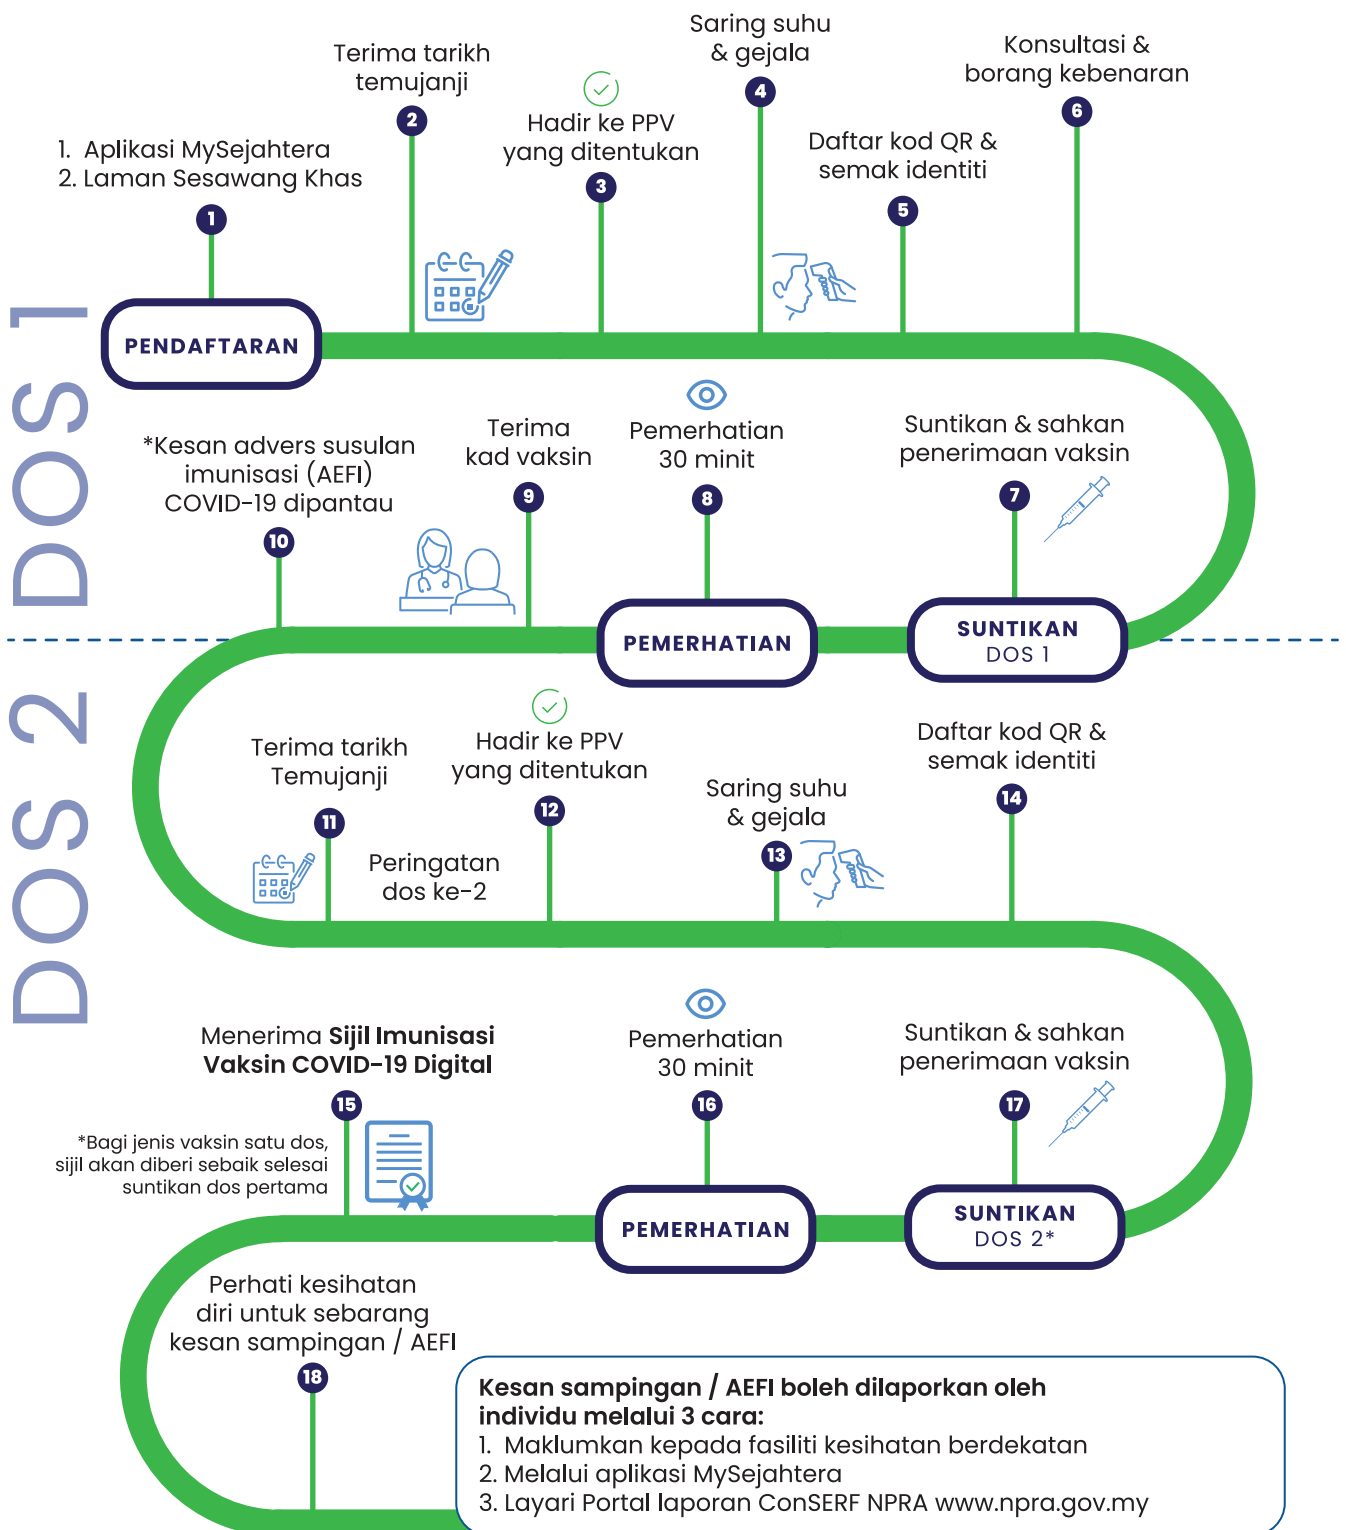 DOS 1
1. Aplikasi MySejahtera
2. Laman Sesawang Khas
1
PENDAFTARAN
Terima tarikh
temujanji
2
Hadir ke PPV
yang ditentukan
3
Saring suhu
& gejala
4
Daftar kod QR &
semak identiti
5
Konsultasi &
borang kebenaran
6
Suntikan & sahkan
penerimaan vaksin
7
SUNTIKAN
DOS 1
Pemerhatian
30 minit
8
PEMERHATIAN
Terima
kad vaksin
9
*Kesan advers susulan
imunisasi (AEFI)
COVID-19 dipantau
10
DOS 2
Terima tarikh
Temujanji
11
Peringatan
dos ke-2
Hadir ke PPV
yang ditentukan
12
Saring suhu
& gejala
13
Daftar kod QR &
semak identiti
14
Suntikan & sahkan
penerimaan vaksin
17
SUNTIKAN
DOS 2*
Pemerhatian
30 minit
16
PEMERHATIAN
Menerima Sijil Imunisasi
Vaksin COVID-19 Digital
15
*Bagi jenis vaksin satu dos,
sijil akan diberi sebaik selesai
suntikan dos pertama
Perhati kesihatan
diri untuk sebarang
kesan sampingan / AEFI
18
Kesan sampingan / AEFI boleh dilaporkan oleh
individu melalui 3 cara:
1. Maklumkan kepada fasiliti kesihatan berdekatan
2. Melalui aplikasi MySejahtera
3. Layari Portal laporan ConSERF NPRA www.npra.gov.my